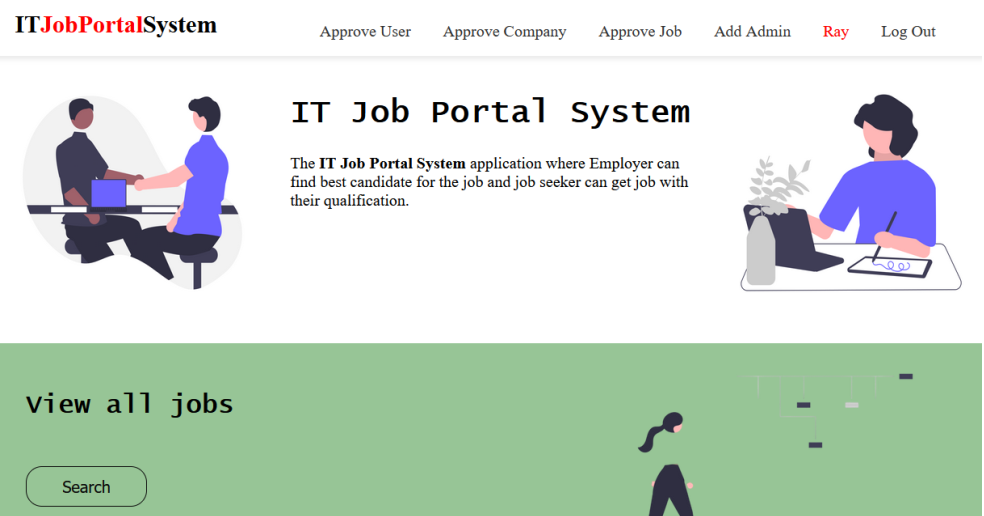 ITJobPortalSystem
Approve User Approve Company Approve Job Add Admin Ray Log Out
IT Job Portal System
The IT Job Portal System application where Employer can
find best candidate for the job and job seeker can get job with
their qualification.
View all jobs
Search